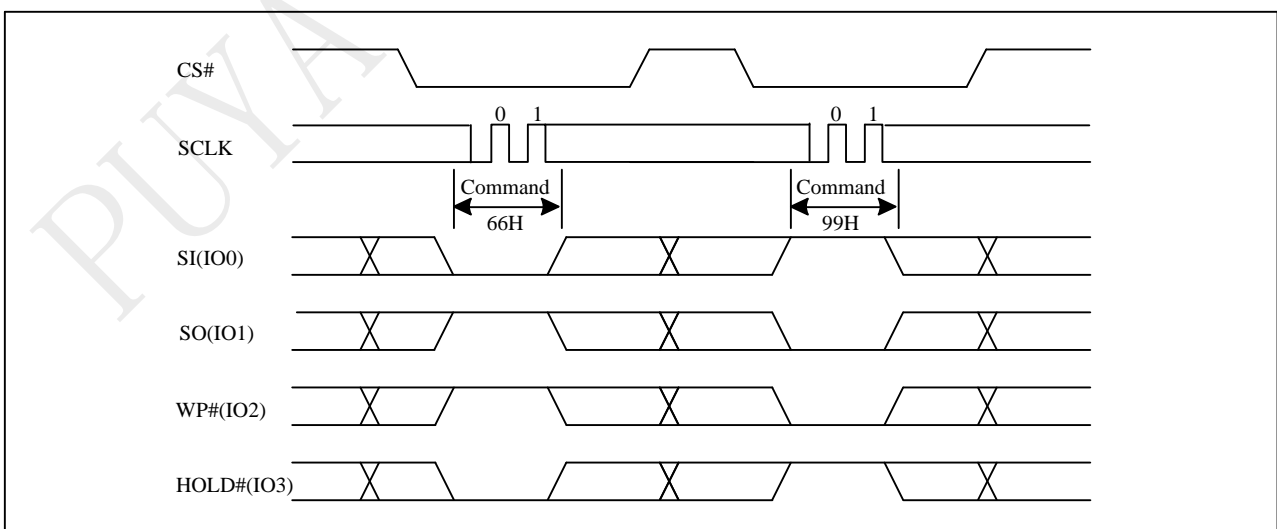 PUYA
CS#
0 1 0 1
SCLK
Command Command
66H 99H
SI(IO0)
SO(IO1)
WP#(IO2)
HOLD#(IO3)